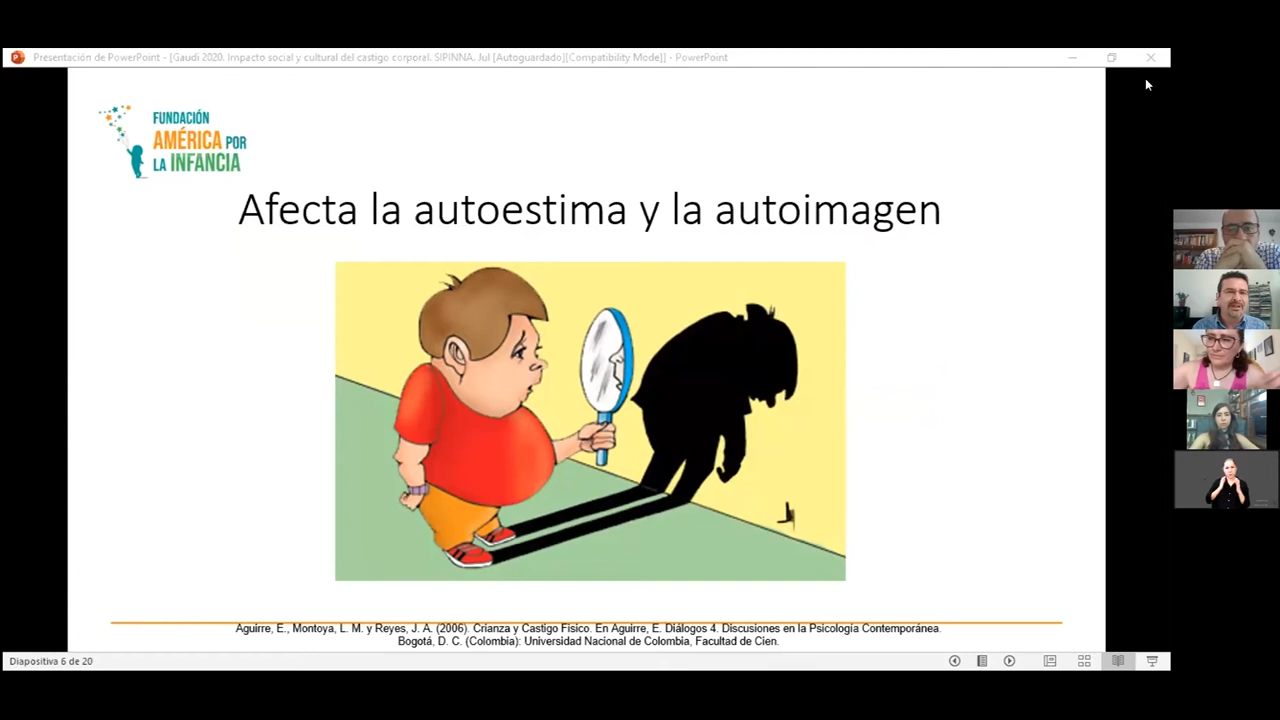 Presentación de PowerPoint - [Gaudi 2020. Impacto social y cultural del castigo corporal. SIPINNA. Jul [Autoguardado][Compatibility Mode]] - PowerPoint
FUNDACIÓN
AMÉRICA POR
LA INFANCIA
Afecta la autoestima y la autoimagen
Aguirre, E., Montoya, L. M. y Reyes, J. A. (2006). Crianza y Castigo Físico. En Aguirre, E. Diálogos 4. Discusiones en la Psicología Contemporánea.
Bogotá, D. C. (Colombia): Universidad Nacional de Colombia, Facultad de Cien.
Diapositiva 6 de 20